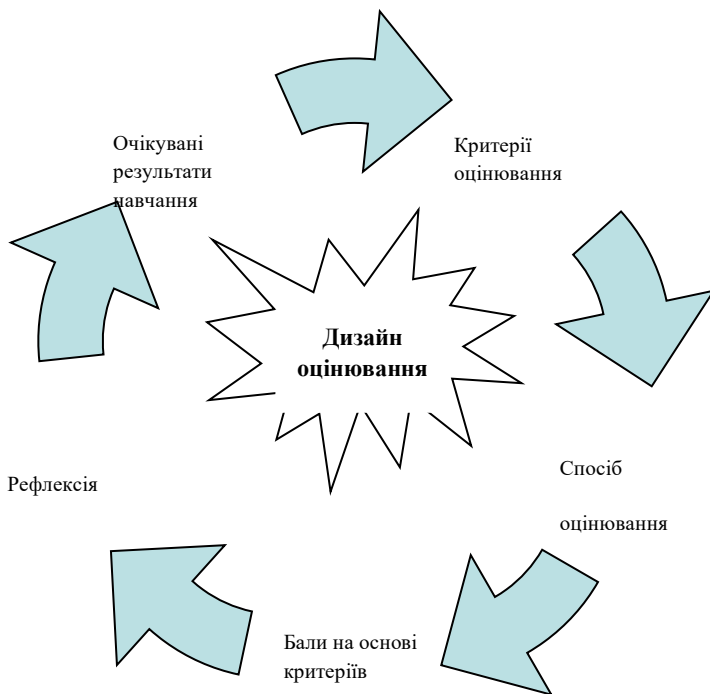 Очікувані
результати
навчання
Критерії
оцінювання
Дизайн
оцінювання
Спосіб
оцінювання
Бали на основі
критеріїв
Рефлексія